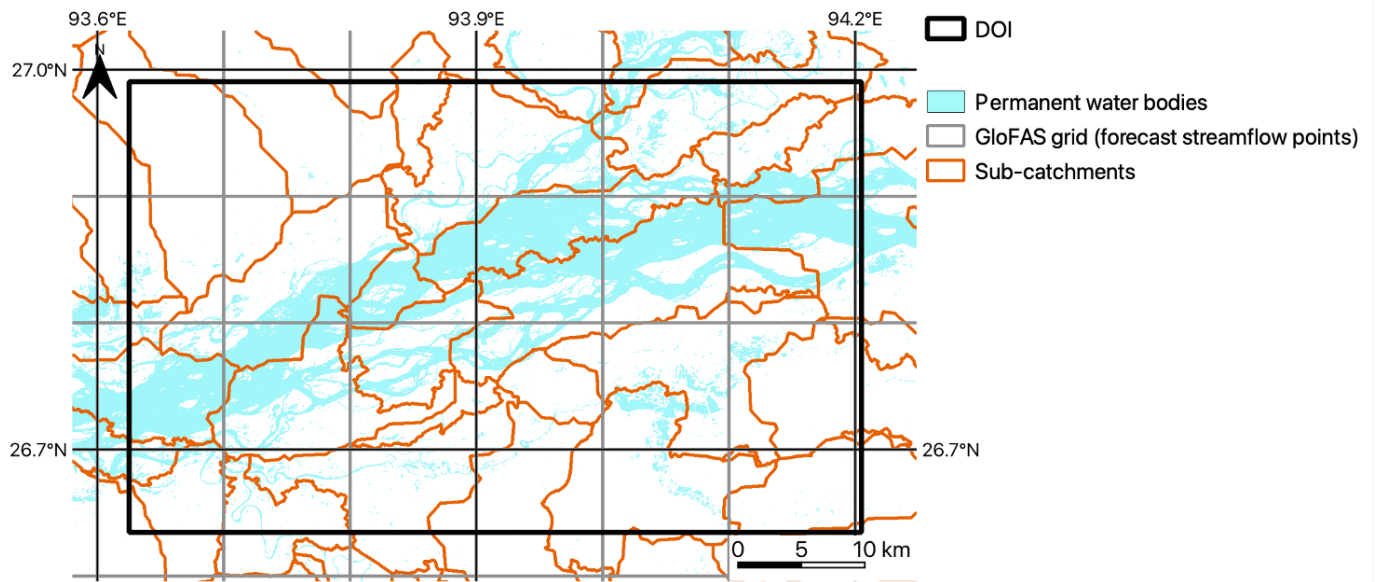 93.6°E 93.9°E 94.2°E
27.0°N
N
26.7°N 26.7°N
0 5 10 km
DOI
Permanent water bodies
GloFAS grid (forecast streamflow points)
Sub-catchments